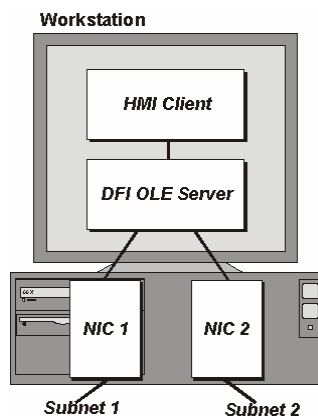 Workstation
HMI Client
DFI OLE Server
NIC 1
NIC 2
Subnet 1
Subnet 2